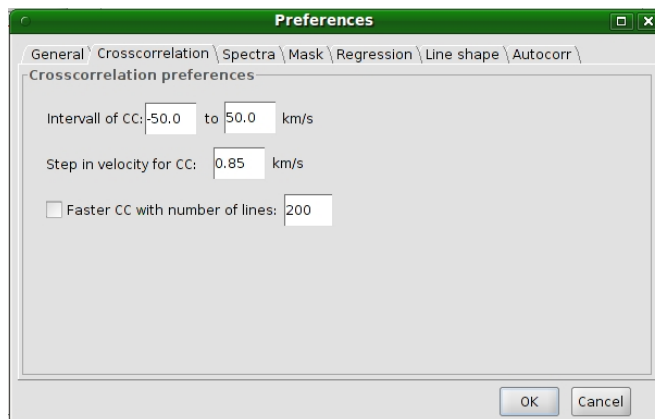 Preferences
General Crosscorrelation Spectra Mask Regression Line shape Autocorr
Crosscorrelation preferences
Intervall of CC: -50.0 to 50.0 km/s
Step in velocity for CC: 0.85 km/s
Faster CC with number of lines: 200
OK Cancel